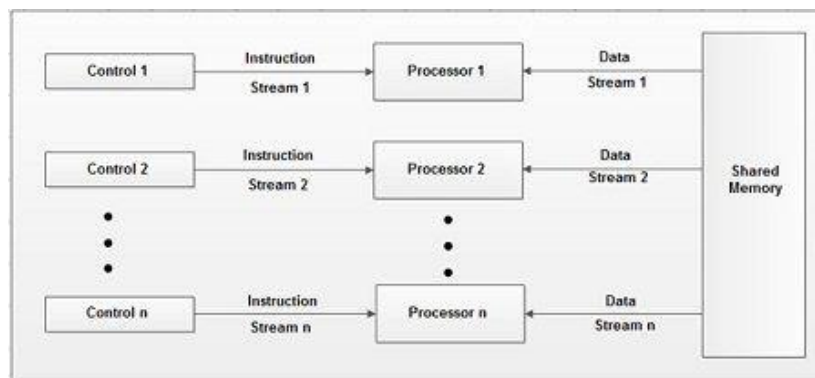 Control 1
Instruction
Stream 1
Processor 1
Data
Stream 1
Control 2
Instruction
Stream 2
Processor 2
Data
Stream 2
Shared
Memory
Control n
Instruction
Stream n
Processor n
Data
Stream n